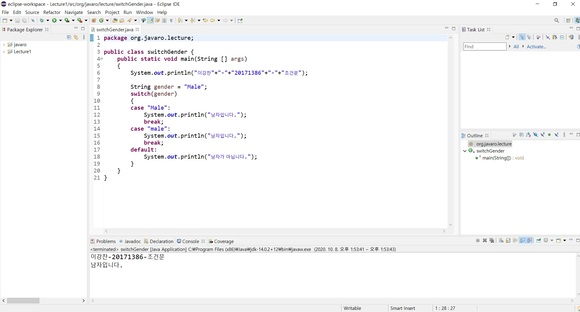 eclipse-workspace - Lecture1/src/org/javaro/lecture/switchGender.java - Eclipse IDE
File Edit Source Refactor Navigate Search Project Run Window Help
Package Explorer
javaro
Lecture1
switchGender.java
1 package org.javaro.lecture;
2
3 public class switchGender {
4 public static void main(String [] args)
5 {
6 System.out.println("이강찬"+"-"+"20171386"+"-"+"조건문");
7
8 String gender = "Male";
9 switch(gender)
10 {
11 case "Male":
12 System.out.println("남자입니다.");
13 break;
14 case "male":
15 System.out.println("남자입니다.");
16 break;
17 default:
18 System.out.println("남자가 아닙니다.");
19 }
20 }
21 }
Task List
Find
All
Activate...
Outline
org.javaro.lecture
switchGender
main(String[]) : void
Problems Javadoc Declaration Console Coverage
<terminated> switchGender [Java Application] C:\Program Files (x86)\Java\jdk-14.0.2+12\bin\javaw.exe (2020. 10. 8. 오후 1:53:41 – 오후 1:53:43)
이강찬-20171386-조건문
남자입니다.
Writable
Smart Insert
1 : 28 : 27